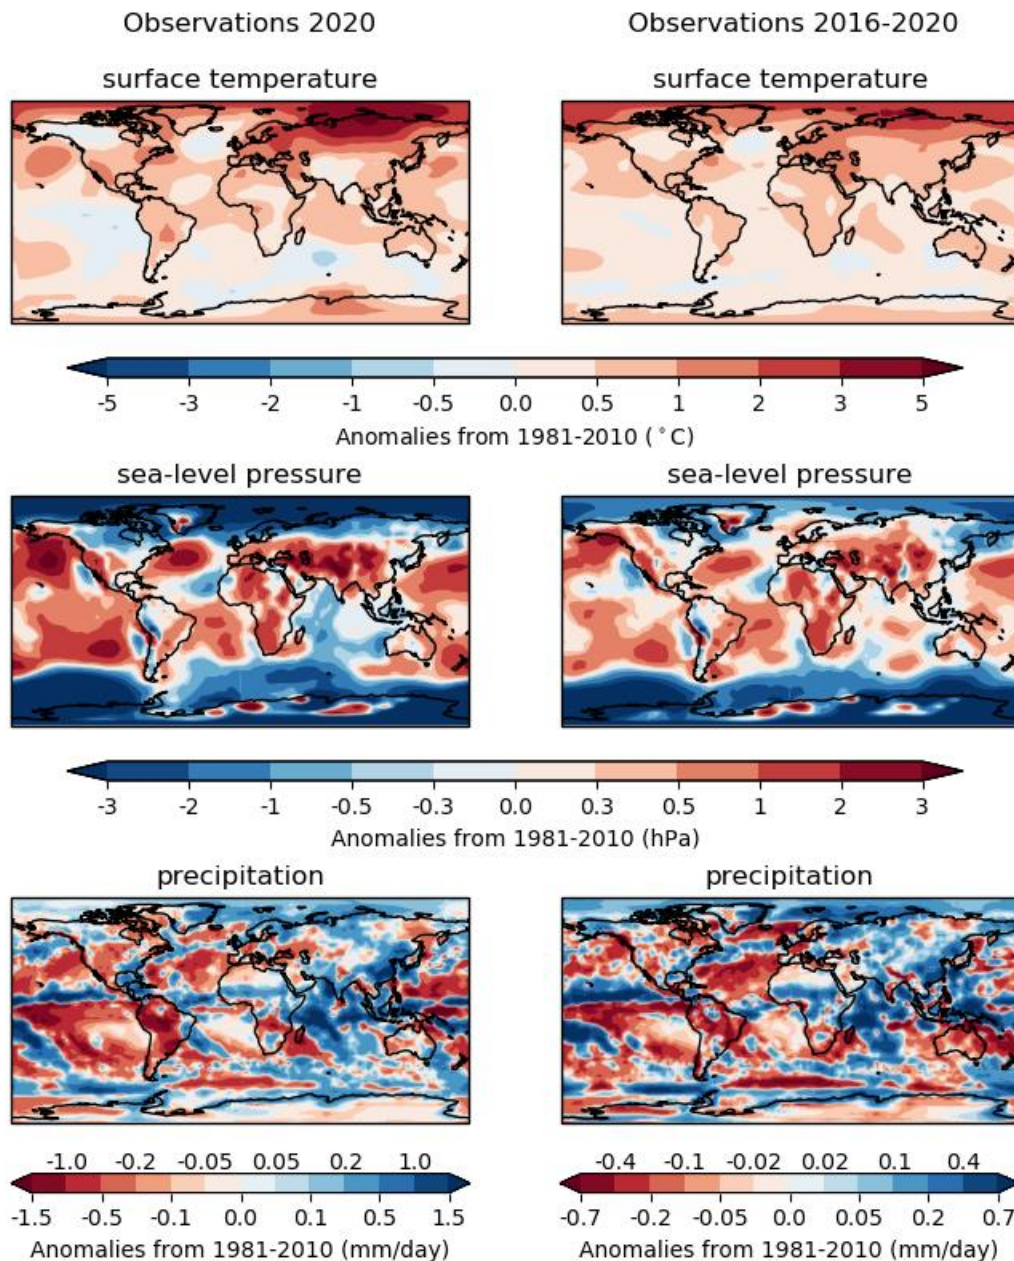 Observations 2020 Observations 2016-2020
surface temperature surface temperature
-5 -3 -2 -1 -0.5 0.0 0.5 1 2 3 5
Anomalies from 1981-2010 (°C)
sea-level pressure sea-level pressure
-3 -2 -1 -0.5 -0.3 0.0 0.3 0.5 1 2 3
Anomalies from 1981-2010 (hPa)
precipitation precipitation
-1.0 -0.2 -0.05 0.05 0.2 1.0 -0.4 -0.1 -0.02 0.02 0.1 0.4
-1.5 -0.5 -0.1 0.0 0.1 0.5 1.5 -0.7 -0.2 -0.05 0.0 0.05 0.2 0.7
Anomalies from 1981-2010 (mm/day) Anomalies from 1981-2010 (mm/day)